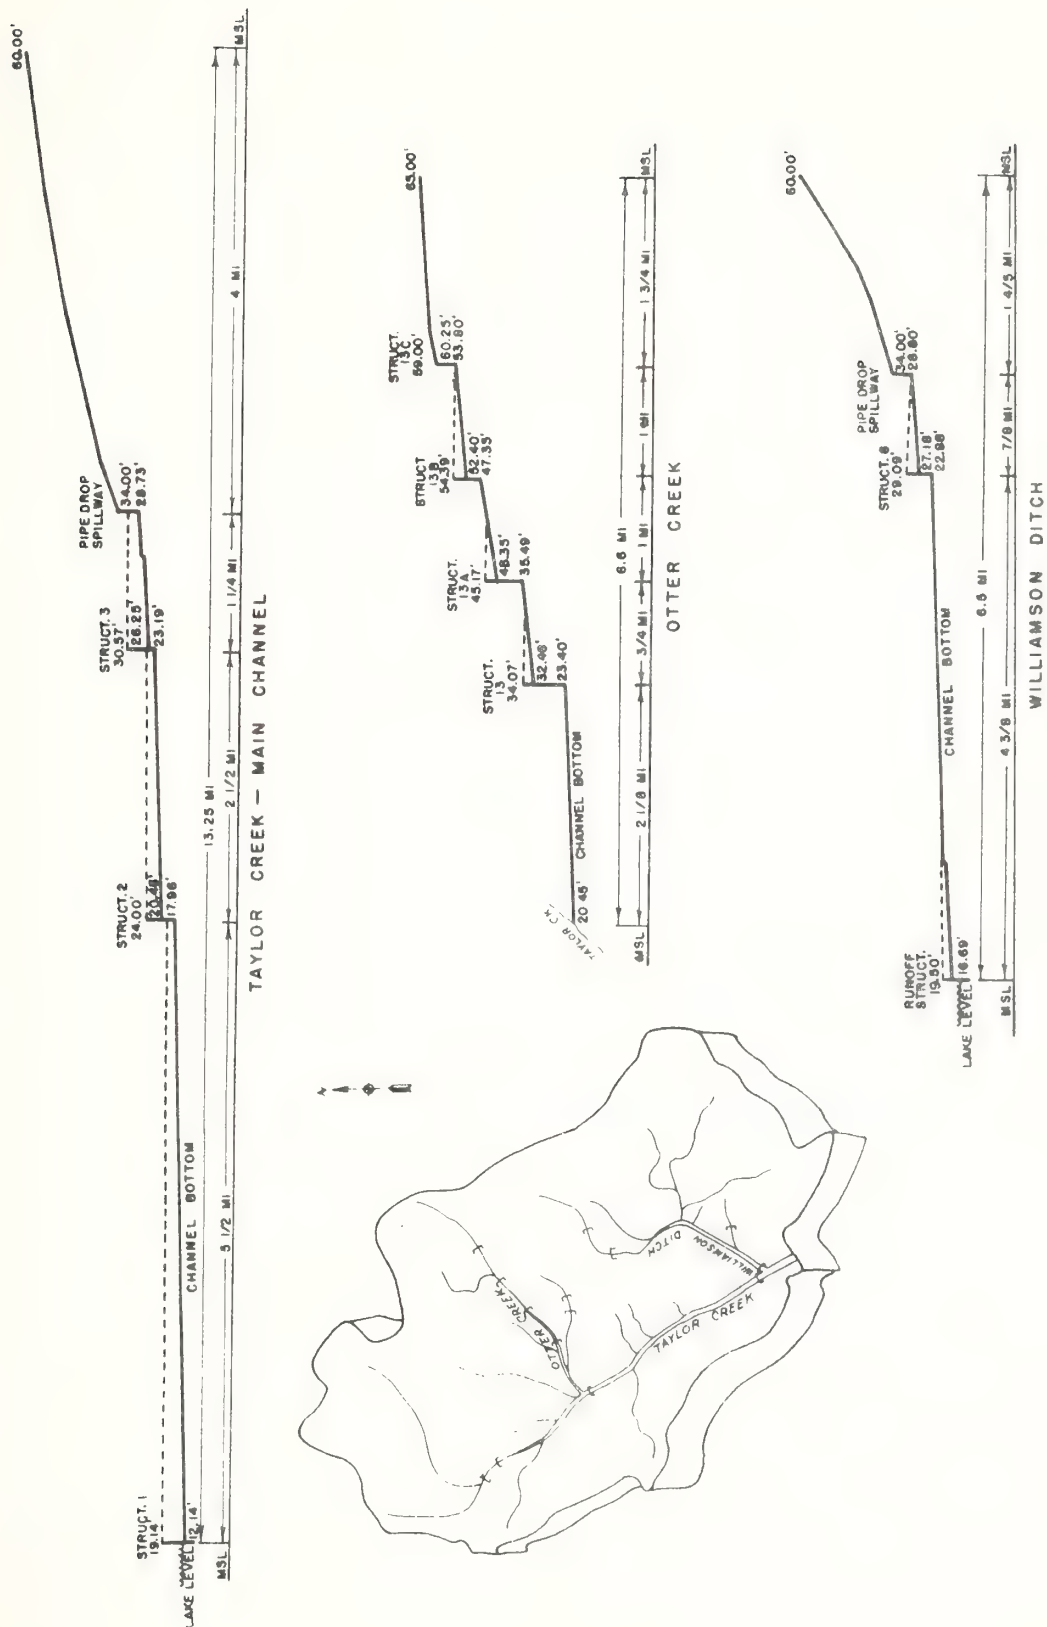 TAYLOR CREEK — MAIN CHANNEL
LAKE LEVEL
STRUCT. 1
19.14'
12.14'
CHANNEL BOTTOM
STRUCT. 2
24.00'
17.96'
STRUCT. 3
30.57'
26.25'
23.19'
PIPE DROP
SPILLWAY
34.00'
28.73'
60.00'
13.25 MI
5 1/2 MI
2 1/2 MI
1 1/4 MI
4 MI
MSL
MSL
OTTER CREEK
TAYLOR CK.
20.45'
CHANNEL BOTTOM
STRUCT.
13
34.07'
32.46'
23.40'
STRUCT.
13A
45.17'
35.49'
STRUCT
13B
54.39'
52.40'
47.35'
STRUCT.
13C
60.25'
53.80'
65.00'
6.6 MI
2 1/8 MI
3/4 MI
1 MI
1 MI
1 3/4 MI
MSL
MSL
WILLIAMSON DITCH
RUNOFF
STRUCT.
19.50'
LAKE LEVEL
16.69'
CHANNEL BOTTOM
STRUCT. 6
29.09'
27.18'
22.98'
PIPE DROP
SPILLWAY
34.00'
28.80'
60.00'
6.5 MI
4 3/8 MI
7/8 MI
1 4/5 MI
MSL
MSL
N
OTTER CREEK
TAYLOR CREEK
WILLIAMSON DITCH